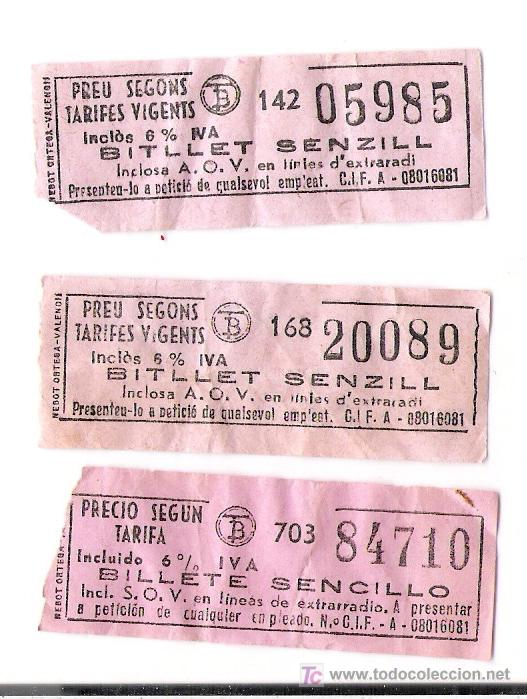 NEBOT ORTEGA-VALENCIA
PREU SEGONS
TARIFES VIGENTS
TB
142
05985
Inclòs 6% IVA
BITLLET SENZILL
Inclosa A.O.V. en línies d'extraradi
Presenteu-lo a petició de qualsevol emp'eat. C.I.F. A - 08016081
NEBOT ORTEGA-VALENCIA
PREU SEGONS
TARIFES VIGENTS
TB
168
20089
Inclòs 6% IVA
BITLLET SENZILL
Inclosa A.O.V. en línies d'extraradi
Presenteu-lo a petició de qualsevol emp'eat. C.I.F. A - 08016081
NEBOT ORTEGA
PRECIO SEGUN
TARIFA
TB
703
84710
Incluido 6% IVA
BILLETE SENCILLO
Incl. S.O.V. en líneas de extrarradio. A presentar
a petición de cualquier empleado. N.º C.I.F. - A - 08016081
TC www.todocoleccion.net